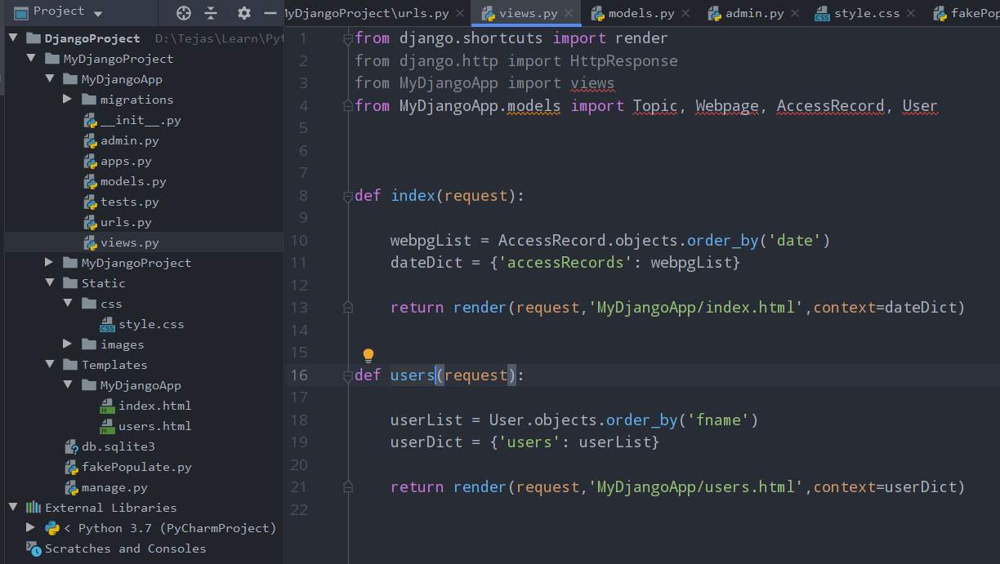 Project
DjangoProject D:\Tejas\Learn\Pyt
MyDjangoProject
MyDjangoApp
migrations
__init__.py
admin.py
apps.py
models.py
tests.py
urls.py
views.py
MyDjangoProject
Static
css
style.css
images
Templates
MyDjangoApp
index.html
users.html
db.sqlite3
fakePopulate.py
manage.py
External Libraries
< Python 3.7 (PyCharmProject)
Scratches and Consoles
MyDjangoProject\urls.py views.py models.py admin.py style.css fakePop
1 from django.shortcuts import render
2 from django.http import HttpResponse
3 from MyDjangoApp import views
4 from MyDjangoApp.models import Topic, Webpage, AccessRecord, User
5
6
7
8 def index(request):
9
10 webpgList = AccessRecord.objects.order_by('date')
11 dateDict = {'accessRecords': webpgList}
12
13 return render(request,'MyDjangoApp/index.html',context=dateDict)
14
15
16 def users(request):
17
18 userList = User.objects.order_by('fname')
19 userDict = {'users': userList}
20
21 return render(request,'MyDjangoApp/users.html',context=userDict)
22